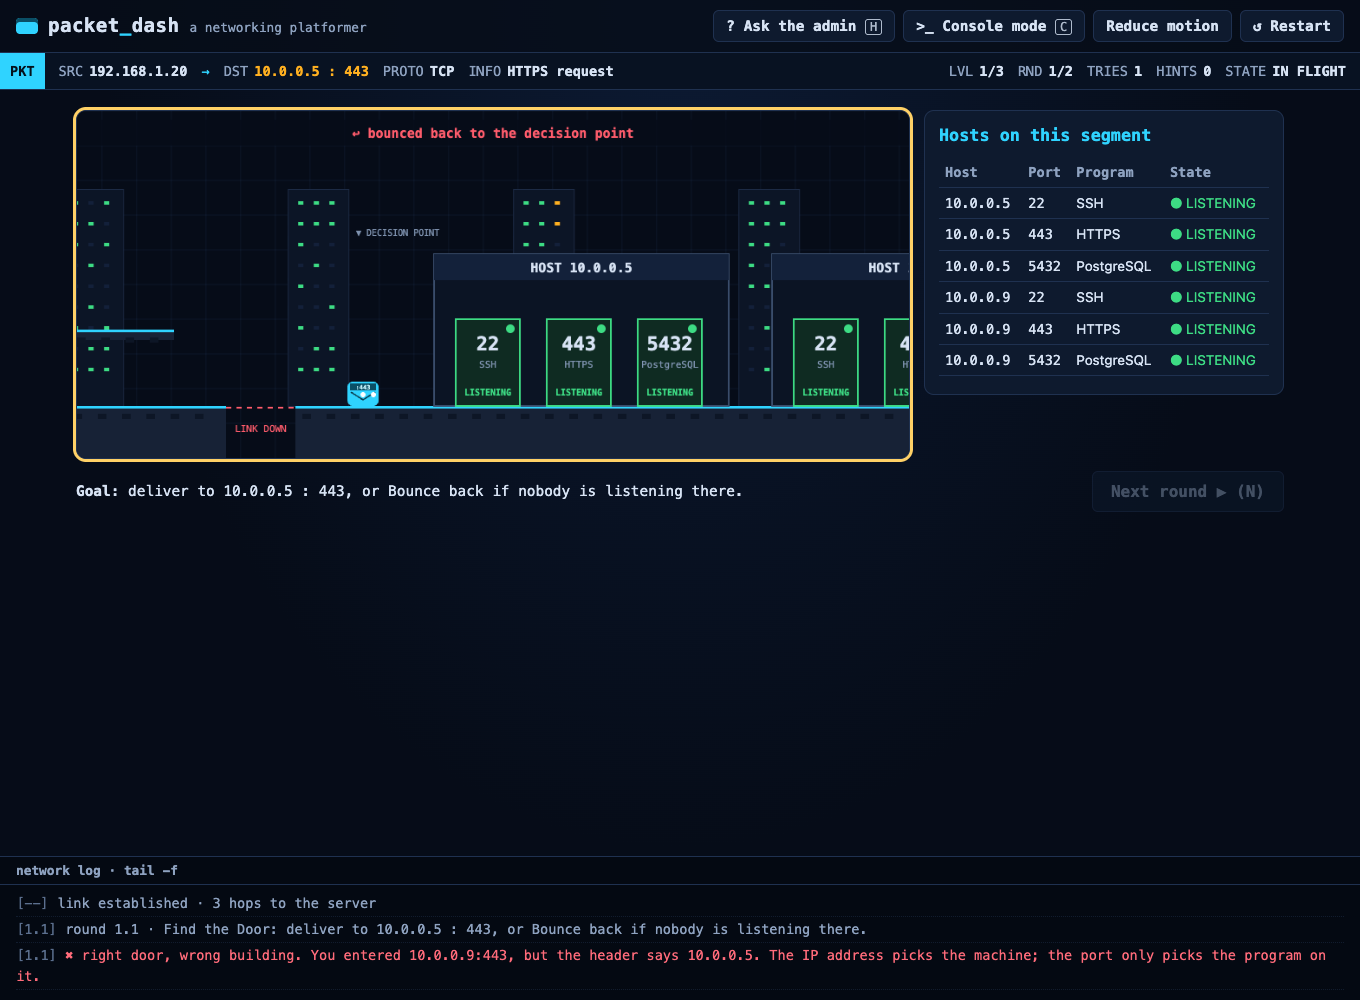 packet_dash a networking platformer
? Ask the admin H
>_ Console mode C
Reduce motion
↺ Restart
PKT SRC 192.168.1.20 → DST 10.0.0.5 : 443 PROTO TCP INFO HTTPS request
LVL 1/3 RND 1/2 TRIES 1 HINTS 0 STATE IN FLIGHT
↩ bounced back to the decision point
▼ DECISION POINT
HOST 10.0.0.5
HOST
22
SSH
LISTENING
443
HTTPS
LISTENING
5432
PostgreSQL
LISTENING
22
SSH
LISTENING
:443
LINK DOWN
Hosts on this segment
Host Port Program State
10.0.0.5 22 SSH LISTENING
10.0.0.5 443 HTTPS LISTENING
10.0.0.5 5432 PostgreSQL LISTENING
10.0.0.9 22 SSH LISTENING
10.0.0.9 443 HTTPS LISTENING
10.0.0.9 5432 PostgreSQL LISTENING
Goal: deliver to 10.0.0.5 : 443, or Bounce back if nobody is listening there.
Next round ▶ (N)
network log · tail -f
[--] link established · 3 hops to the server
[1.1] round 1.1 · Find the Door: deliver to 10.0.0.5 : 443, or Bounce back if nobody is listening there.
[1.1] ✖ right door, wrong building. You entered 10.0.0.9:443, but the header says 10.0.0.5. The IP address picks the machine; the port only picks the program on
it.